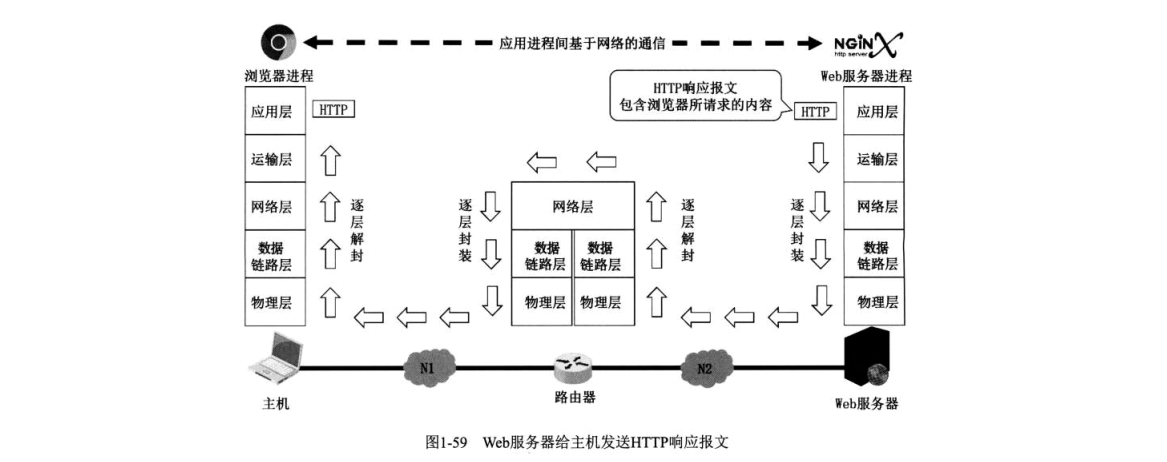 应用进程间基于网络的通信
NGINX
http server
浏览器进程
Web服务器进程
HTTP响应报文
包含浏览器所请求的内容
应用层
HTTP
HTTP
应用层
运输层
运输层
网络层
逐层解封
逐层封装
网络层
逐层解封
逐层封装
网络层
数据
链路层
数据
链路层
数据
链路层
数据
链路层
物理层
物理层
物理层
物理层
N1
N2
主机
路由器
Web服务器
图1-59 Web服务器给主机发送HTTP响应报文